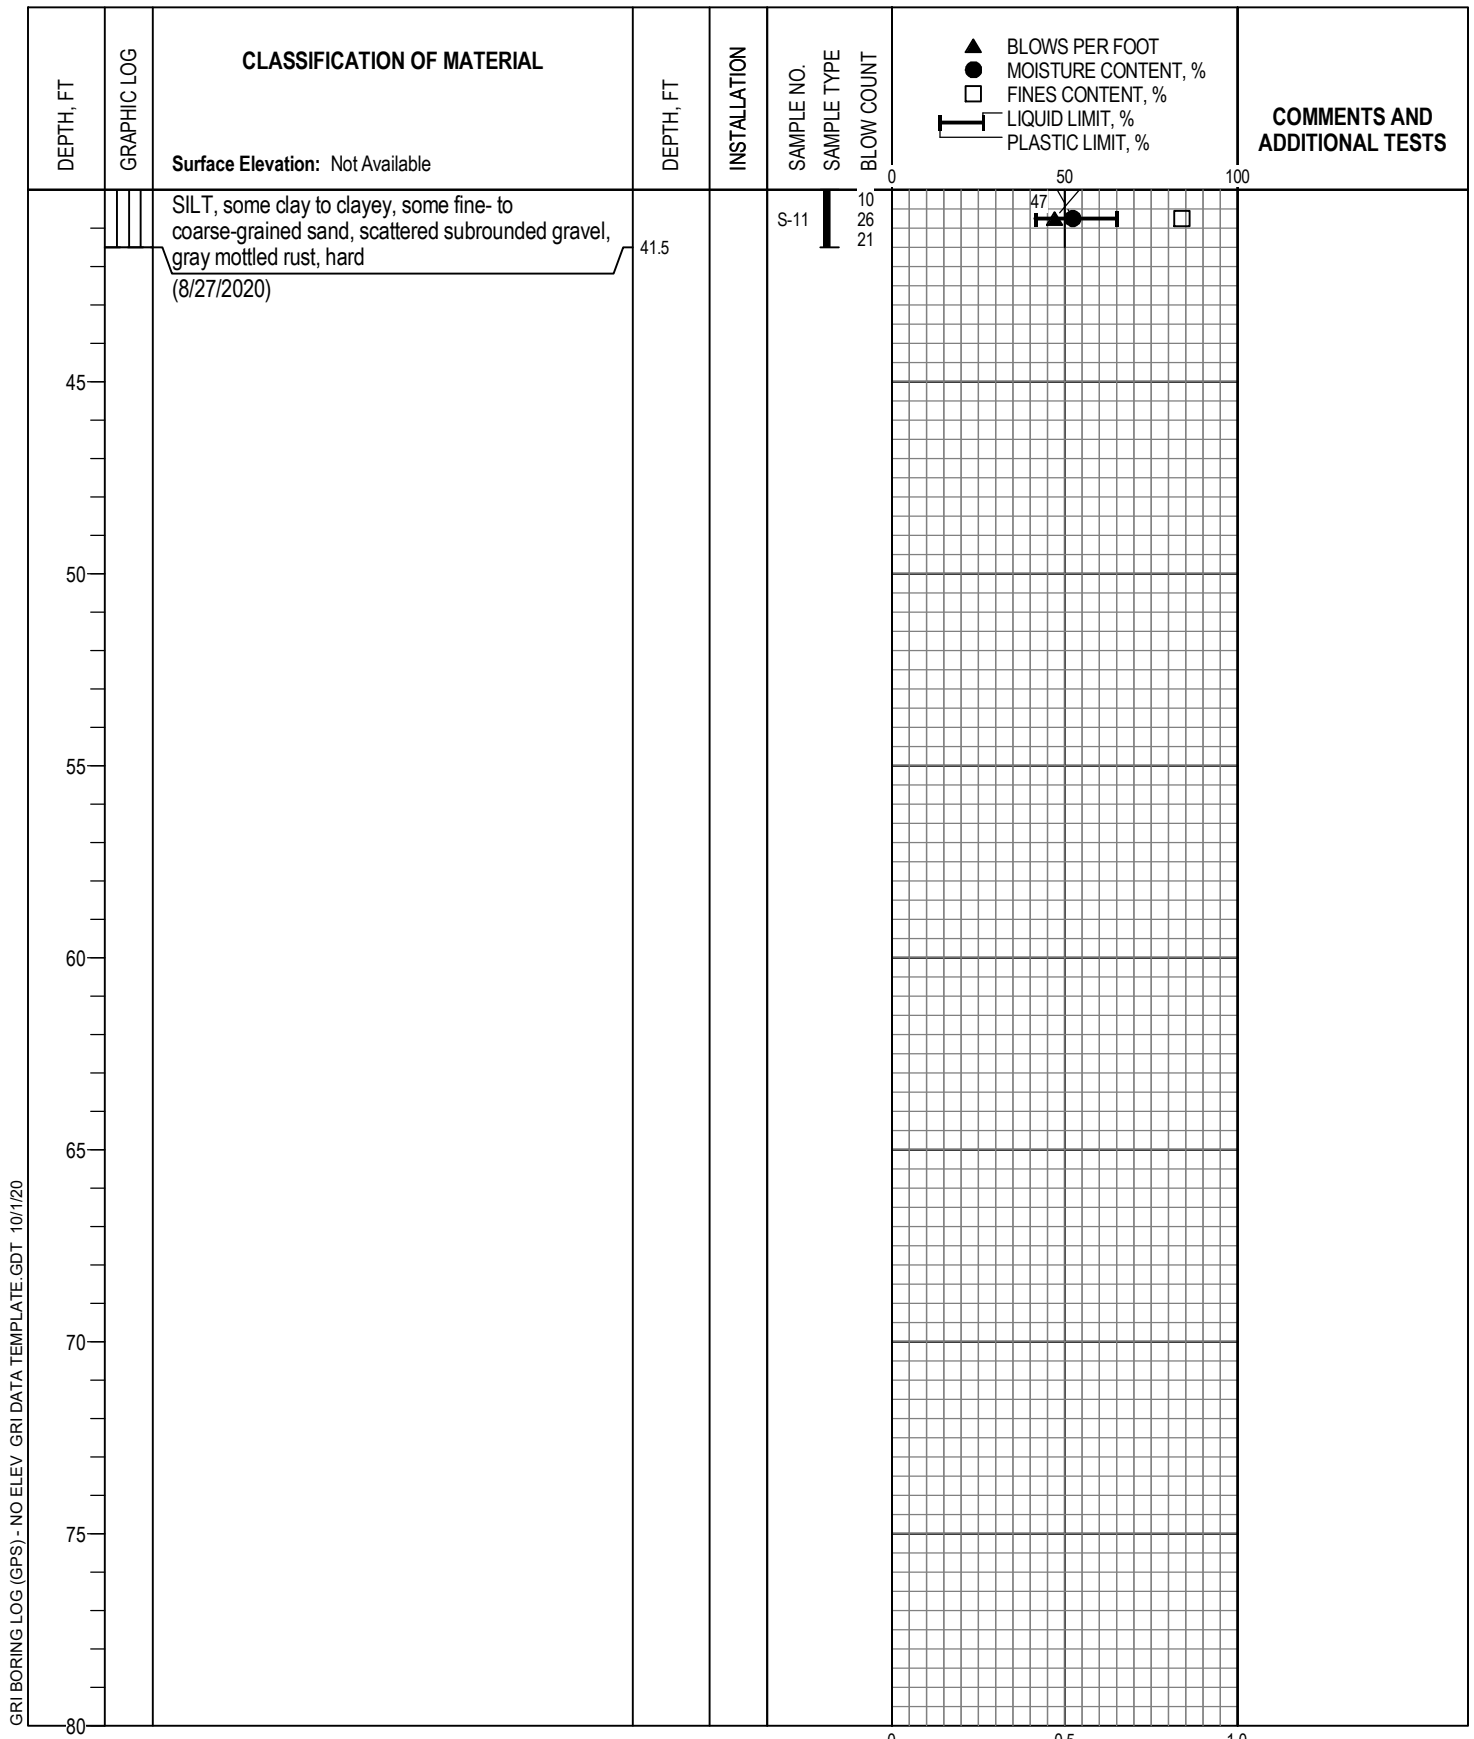 DEPTH, FT
GRAPHIC LOG
CLASSIFICATION OF MATERIAL
Surface Elevation: Not Available
DEPTH, FT
INSTALLATION
SAMPLE NO.
SAMPLE TYPE
BLOW COUNT
BLOWS PER FOOT
MOISTURE CONTENT, %
FINES CONTENT, %
LIQUID LIMIT, %
PLASTIC LIMIT, %
0 50 100
COMMENTS AND
ADDITIONAL TESTS
SILT, some clay to clayey, some fine- to
coarse-grained sand, scattered subrounded gravel,
gray mottled rust, hard
(8/27/2020)
41.5
S-11
10
26
21
47
45
50
55
60
65
70
75
80
0 0.5 1.0
GRI BORING LOG (GPS) - NO ELEV GRI DATA TEMPLATE.GDT 10/1/20